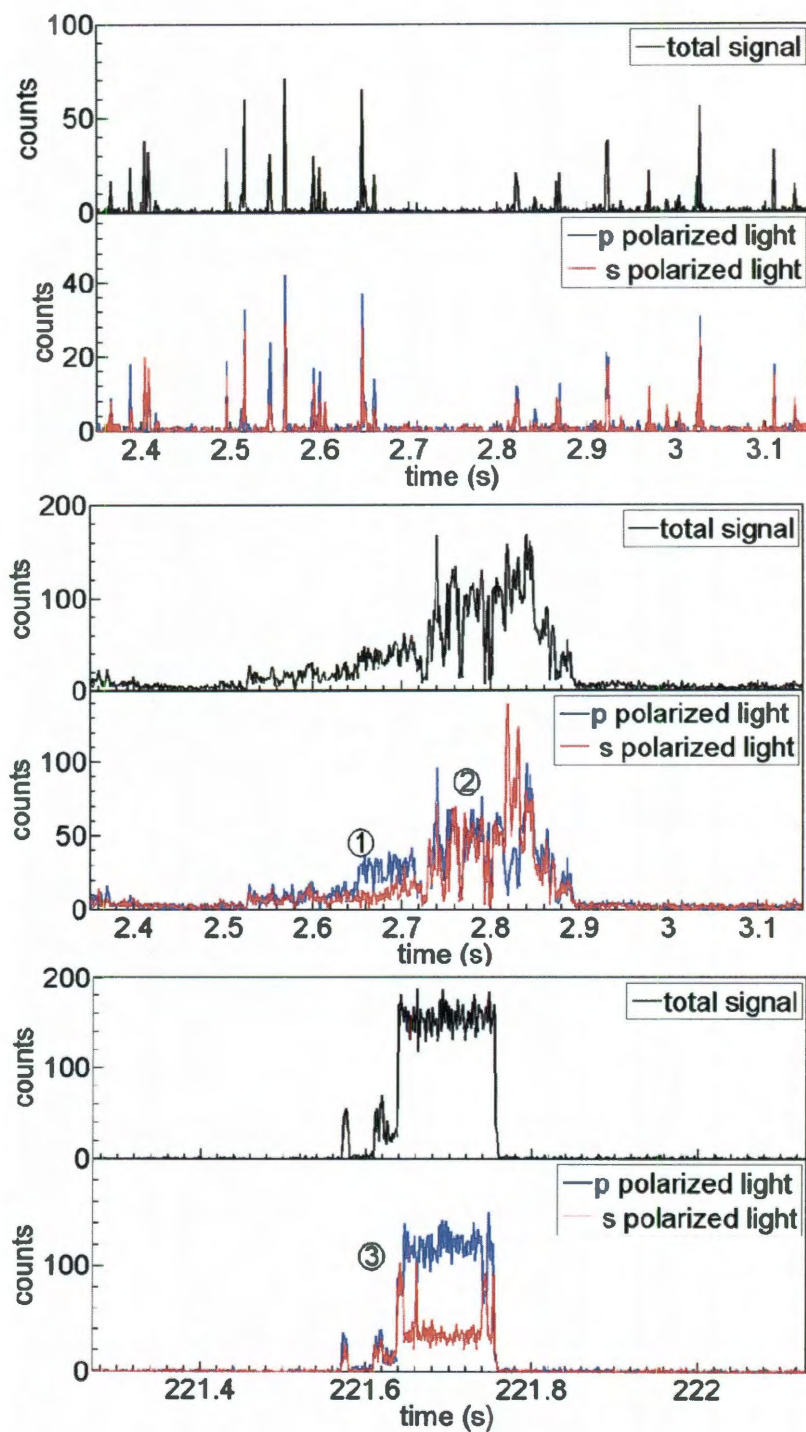 100
total signal
counts
50
0
p polarized light
s polarized light
counts
40
20
0
2.4 2.5 2.6 2.7 2.8 2.9 3 3.1
time (s)
200
total signal
counts
100
0
p polarized light
s polarized light
counts
100
50
0
① ②
2.4 2.5 2.6 2.7 2.8 2.9 3 3.1
time (s)
200
total signal
counts
100
0
p polarized light
s polarized light
counts
100
0
③
221.4 221.6 221.8 222
time (s)